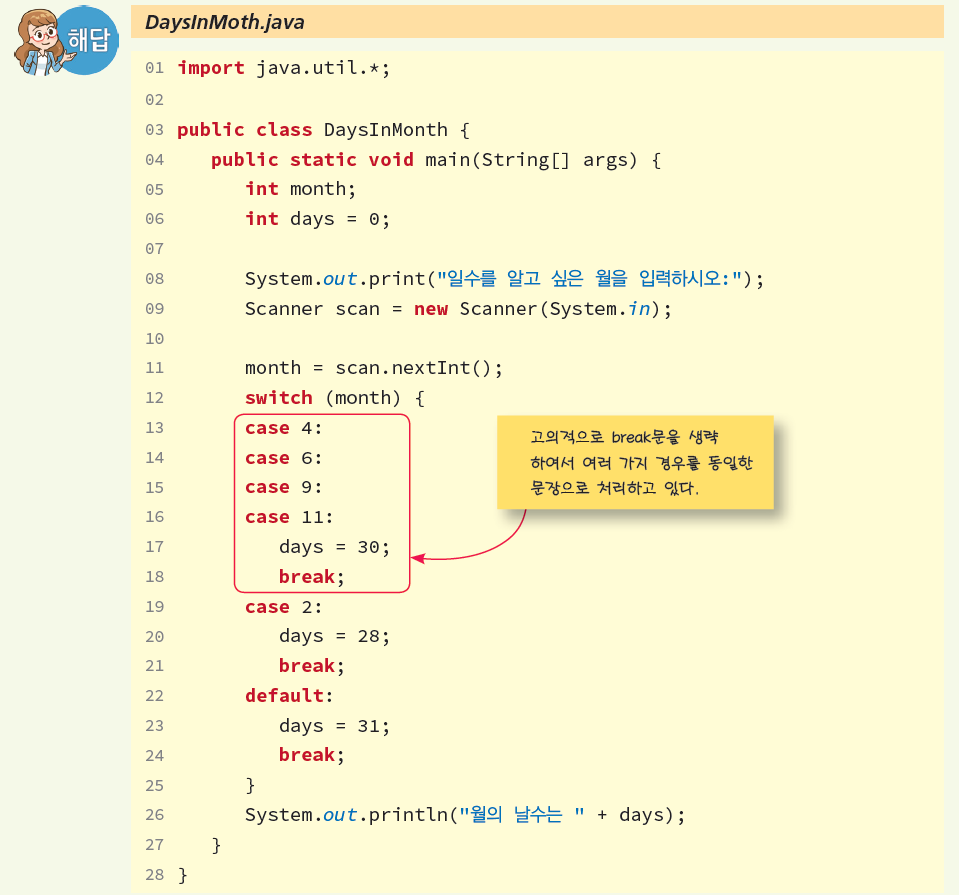 해답
DaysInMoth.java
01 import java.util.*;
02
03 public class DaysInMonth {
04 public static void main(String[] args) {
05 int month;
06 int days = 0;
07
08 System.out.print("일수를 알고 싶은 월을 입력하시오:");
09 Scanner scan = new Scanner(System.in);
10
11 month = scan.nextInt();
12 switch (month) {
13 case 4:
14 case 6:
15 case 9:
16 case 11:
17 days = 30;
18 break;
고의적으로 break문을 생략
하여서 여러 가지 경우를 동일한
문장으로 처리하고 있다.
19 case 2:
20 days = 28;
21 break;
22 default:
23 days = 31;
24 break;
25 }
26 System.out.println("월의 날수는 " + days);
27 }
28 }